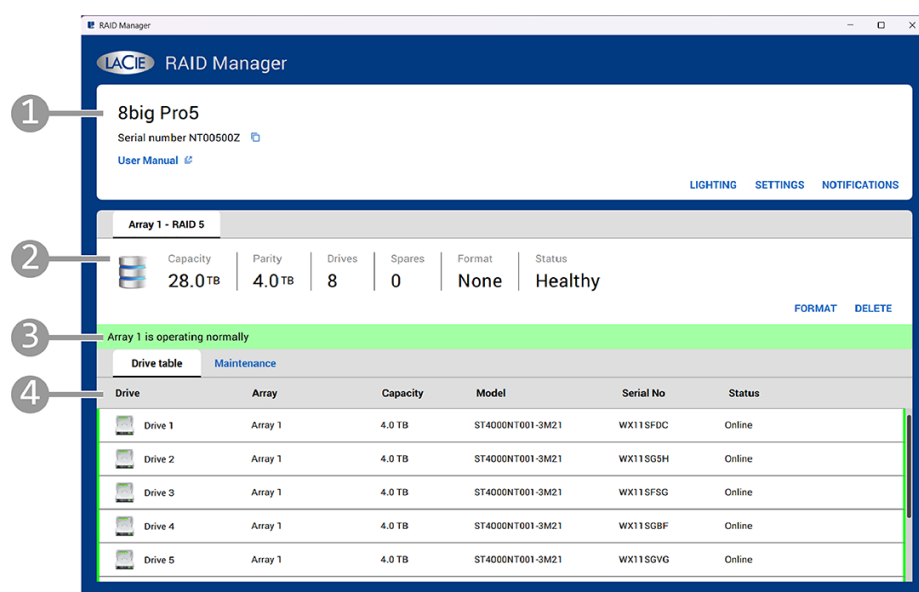 RAID Manager
LACIE RAID Manager
1
8big Pro5
Serial number NT00500Z
User Manual
LIGHTING SETTINGS NOTIFICATIONS
Array 1 - RAID 5
2
Capacity Parity Drives Spares Format Status
28.0 TB 4.0 TB 8 0 None Healthy
FORMAT DELETE
3
Array 1 is operating normally
Drive table Maintenance
4
Drive Array Capacity Model Serial No Status
Drive 1 Array 1 4.0 TB ST4000NT001-3M21 WX11SFDC Online
Drive 2 Array 1 4.0 TB ST4000NT001-3M21 WX11SG5H Online
Drive 3 Array 1 4.0 TB ST4000NT001-3M21 WX11SFSG Online
Drive 4 Array 1 4.0 TB ST4000NT001-3M21 WX11SGBF Online
Drive 5 Array 1 4.0 TB ST4000NT001-3M21 WX11SGVG Online